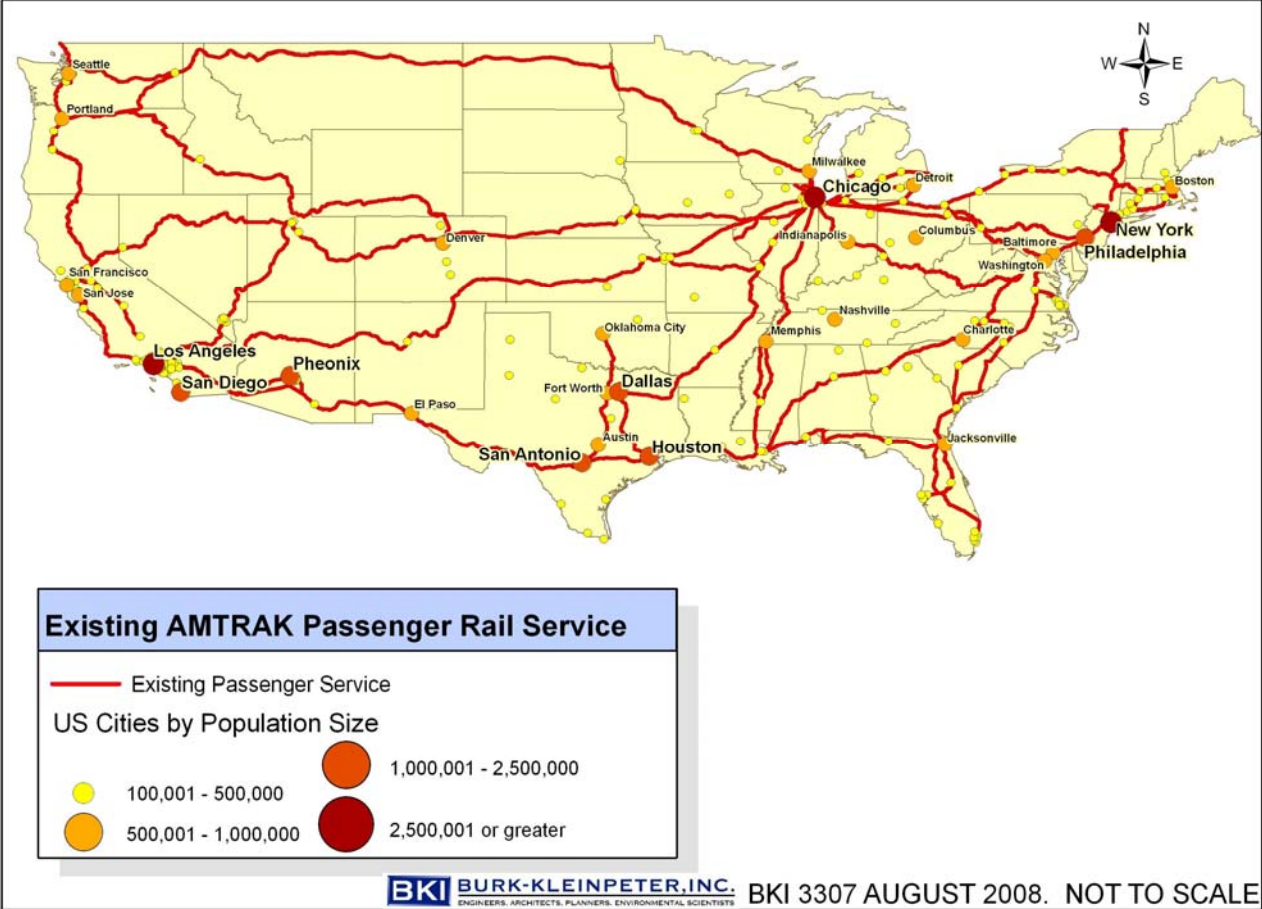 N
W E
S
Seattle
Portland
Milwalkee
Chicago
Detroit
Boston
New York
Philadelphia
Baltimore
Washington
Columbus
Indianapolis
Denver
San Francisco
San Jose
Nashville
Oklahoma City
Memphis
Charlotte
Los Angeles
Pheonix
San Diego
El Paso
Fort Worth
Dallas
Austin
Houston
San Antonio
Jacksonville
Existing AMTRAK Passenger Rail Service
Existing Passenger Service
US Cities by Population Size
100,001 - 500,000
500,001 - 1,000,000
1,000,001 - 2,500,000
2,500,001 or greater
BKI BURK-KLEINPETER,INC.
ENGINEERS, ARCHITECTS, PLANNERS, ENVIRONMENTAL SCIENTISTS
BKI 3307 AUGUST 2008. NOT TO SCALE